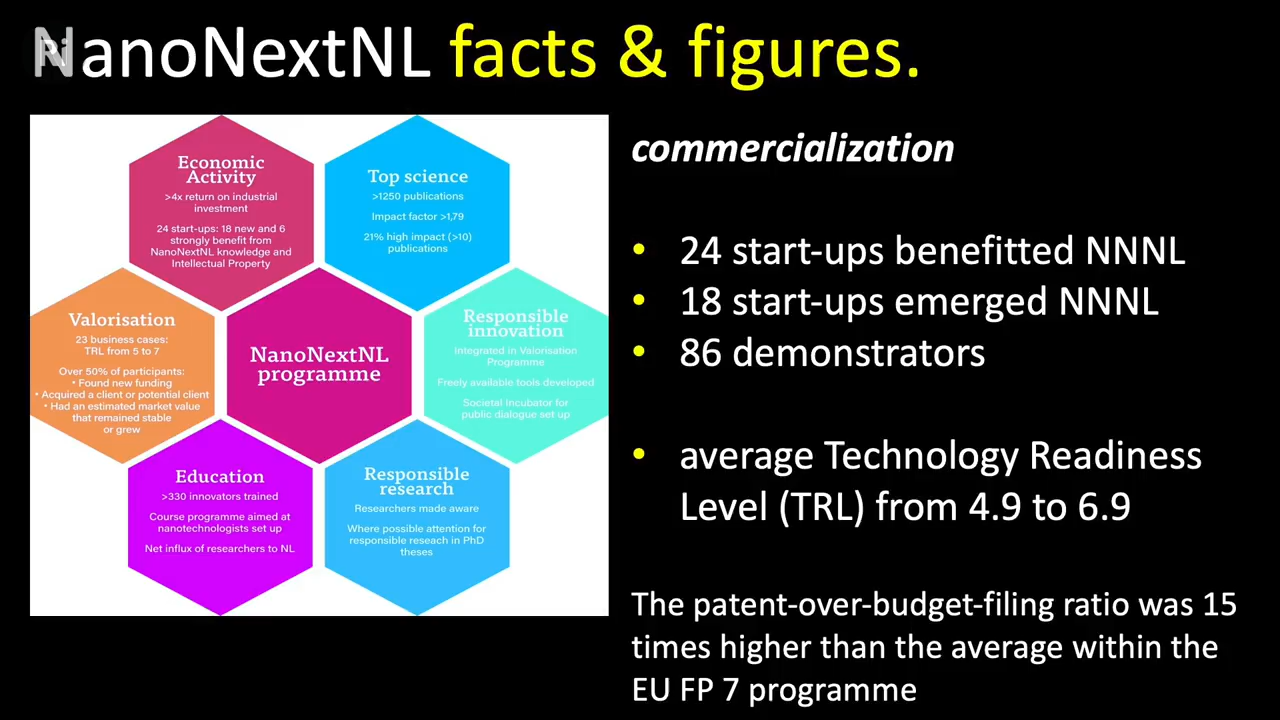 NanoNextNL facts & figures.
Economic
Activity
>4x return on industrial
investment
24 start-ups: 18 new and 6
strongly benefit from
NanoNextNL knowledge and
Intellectual Property
Top science
>1250 publications
Impact factor >1,79
21% high impact (>10)
publications
Valorisation
23 business cases:
TRL from 5 to 7
Over 50% of participants:
• Found new funding
• Acquired a client or potential client
• Had an estimated market value
that remained stable
or grew
NanoNextNL
programme
Responsible
innovation
Integrated in Valorisation
Programme
Freely available tools developed
Societal incubator for
public dialogue set up
Education
>330 innovators trained
Course programme aimed at
nanotechnologists set up
Net influx of researchers to NL
Responsible
research
Researchers made aware
Where possible attention for
responsible reseach in PhD
theses
commercialization
• 24 start-ups benefitted NNNL
• 18 start-ups emerged NNNL
• 86 demonstrators
• average Technology Readiness
Level (TRL) from 4.9 to 6.9
The patent-over-budget-filing ratio was 15
times higher than the average within the
EU FP 7 programme